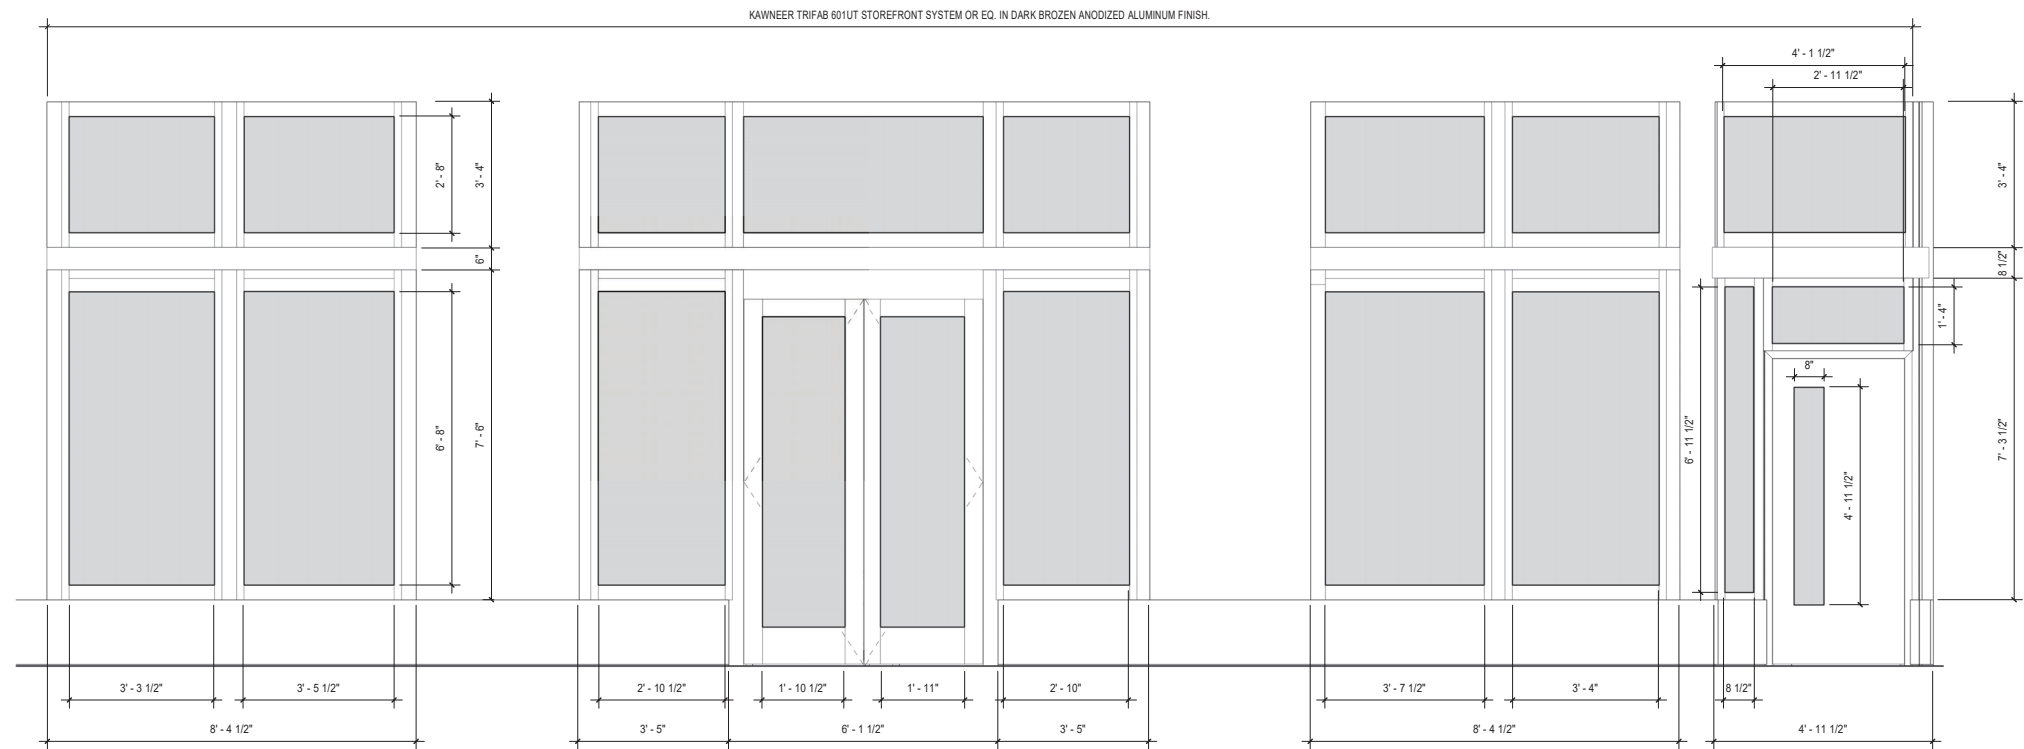 KAWNEER TRIFAB 601UT STOREFRONT SYSTEM OR EQ. IN DARK BROZEN ANODIZED ALUMINUM FINISH.
4' - 1 1/2"
2' - 11 1/2"
2' - 8"
3' - 4"
3' - 4"
6"
8 1/2"
1' - 4"
8"
6' - 8"
7' - 6"
6' - 11 1/2"
4' - 11 1/2"
7' - 3 1/2"
3' - 3 1/2"
3' - 5 1/2"
2' - 10 1/2"
1' - 10 1/2"
1' - 11"
2' - 10"
3' - 7 1/2"
3' - 4"
8 1/2"
8' - 4 1/2"
3' - 5"
6' - 1 1/2"
3' - 5"
8' - 4 1/2"
4' - 11 1/2"